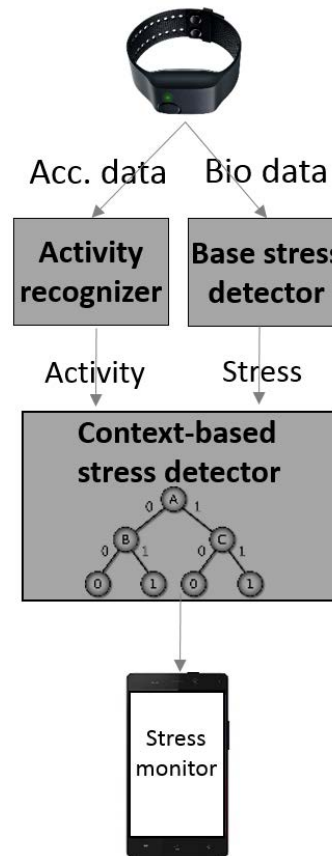 Acc. data Bio data
Activity
recognizer
Base stress
detector
Activity Stress
Context-based
stress detector
A
0 1
B C
0 1 0 1
0 1 0 1
Stress
monitor